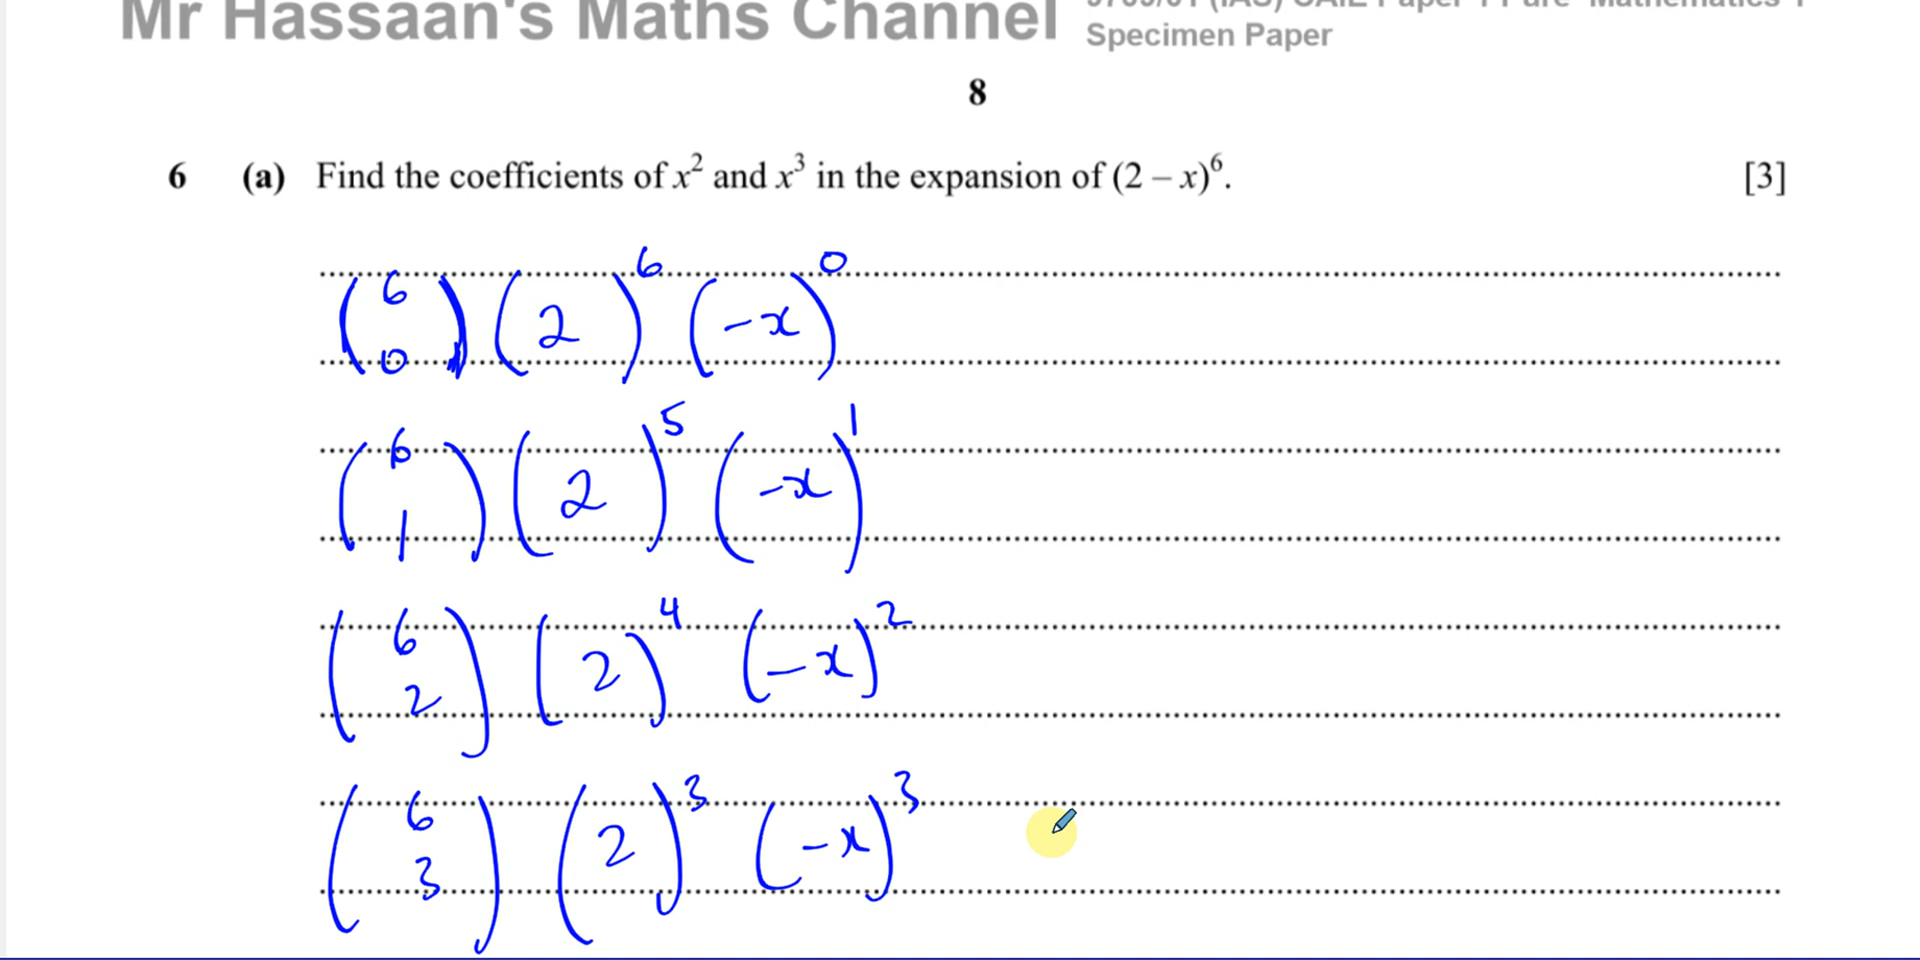 Mr Hassaan's Maths Channel
Specimen Paper
8
6 (a) Find the coefficients of x² and x³ in the expansion of (2 – x)⁶. [3]
(6 0) (2)⁶ (-x)⁰
(6 1) (2)⁵ (-x)¹
(6 2) (2)⁴ (-x)²
(6 3) (2)³ (-x)³